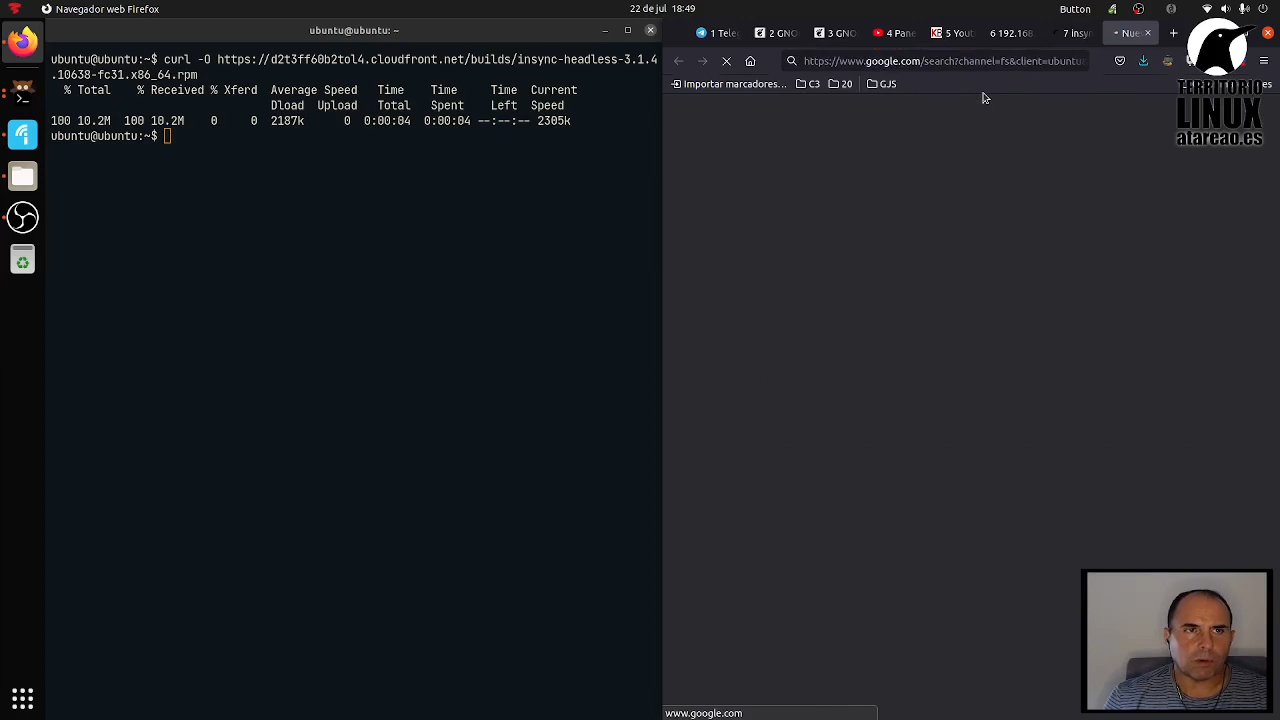 Navegador web Firefox
22 de jul 18:49
Button
ubuntu@ubuntu: ~
ubuntu@ubuntu:~$ curl -O https://d2t3ff60b2tol4.cloudfront.net/builds/insync-headless-3.1.4
.10638-fc31.x86_64.rpm
% Total % Received % Xferd Average Speed Time Time Time Current
Dload Upload Total Spent Left Speed
100 10.2M 100 10.2M 0 0 2187k 0 0:00:04 0:00:04 --:--:-- 2305k
ubuntu@ubuntu:~$
1 Tele
2 GNO
3 GNO
4 Pane
5 Yout
6 192.168
7 insy
Nue
https://www.google.com/search?channel=fs&client=ubuntu
Importar marcadores...
C3
20
GJS
TERRITORIO
LINUX
atareao.es
www.google.com